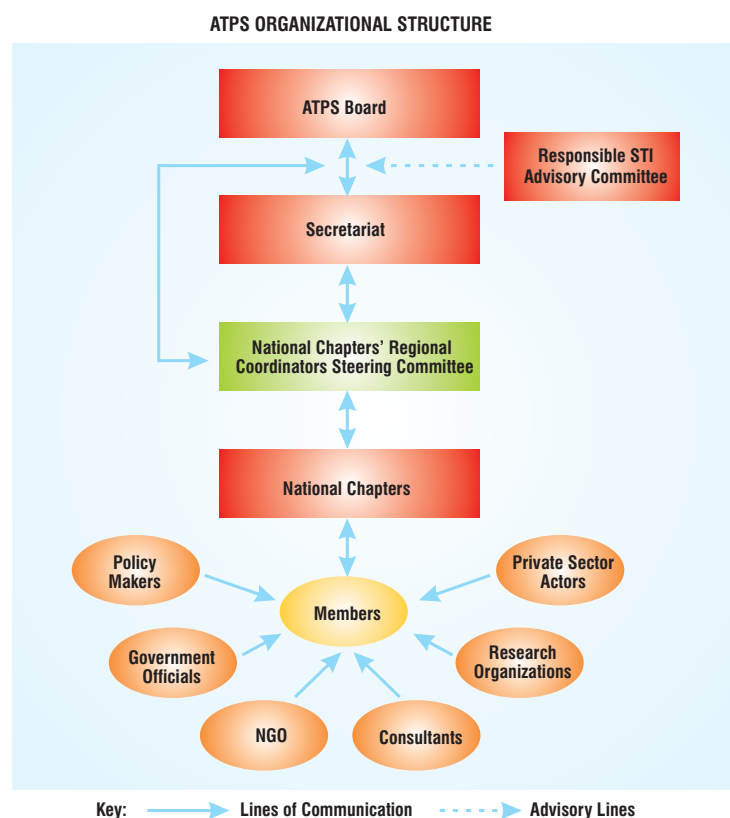 ATPS ORGANIZATIONAL STRUCTURE
ATPS Board
Responsible STI
Advisory Committee
Secretariat
National Chapters’ Regional
Coordinators Steering Committee
National Chapters
Policy
Makers
Private Sector
Actors
Members
Government
Officials
Research
Organizations
NGO
Consultants
Key: Lines of Communication Advisory Lines